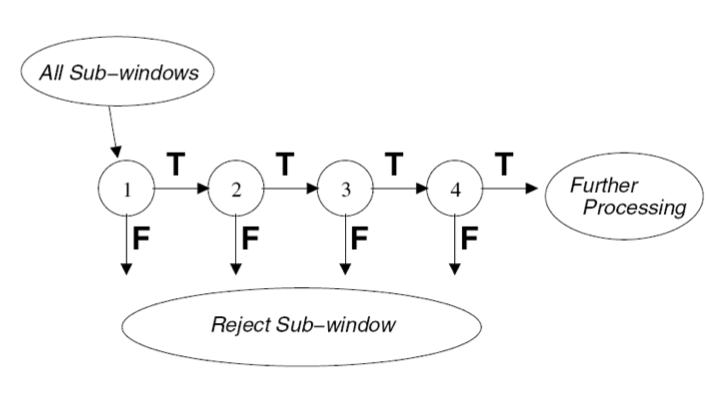 All Sub-windows
T T T T
1 2 3 4
Further
Processing
F F F F
Reject Sub-window